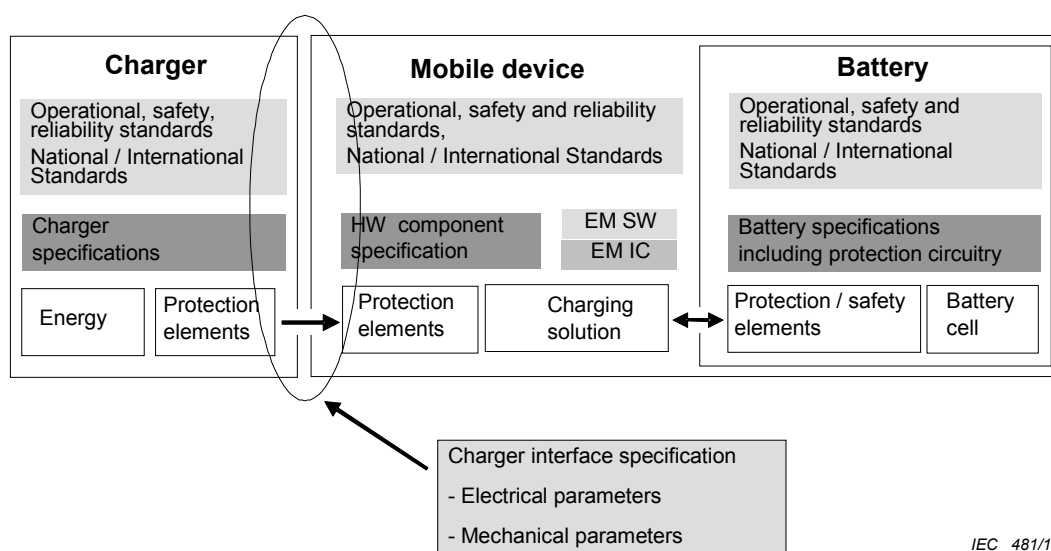 Charger
Operational, safety,
reliability standards
National / International
Standards
Charger
specifications
Energy
Protection
elements
Mobile device
Operational, safety and reliability
standards,
National / International Standards
HW component
specification
EM SW
EM IC
Protection
elements
Charging
solution
Battery
Operational, safety and
reliability standards
National / International
Standards
Battery specifications
including protection circuitry
Protection / safety
elements
Battery
cell
Charger interface specification
- Electrical parameters
- Mechanical parameters
IEC 481/1